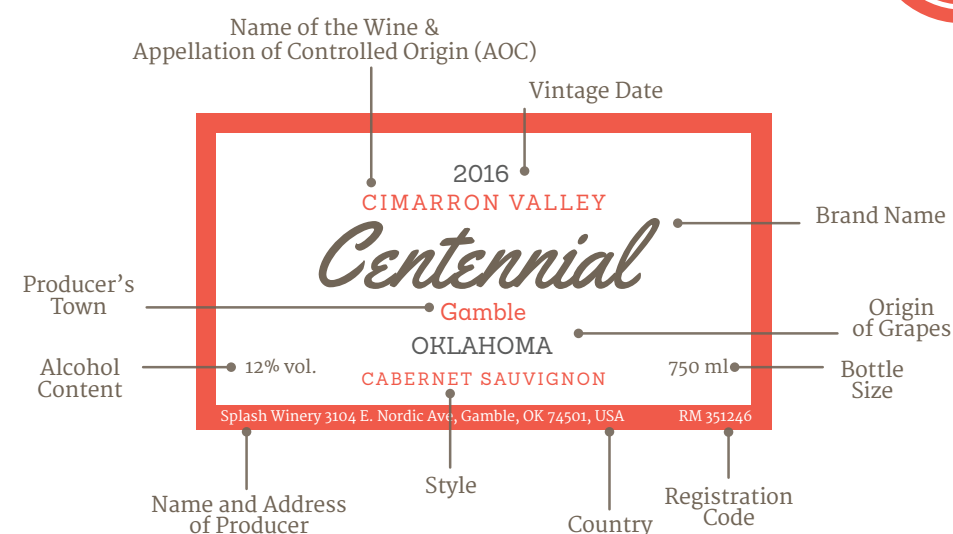 Name of the Wine &
Appellation of Controlled Origin (AOC)
Vintage Date
2016
CIMARRON VALLEY
Brand Name
Centennial
Producer’s
Town
Gamble
Origin
of Grapes
OKLAHOMA
Alcohol
Content
12% vol.
750 ml
Bottle
Size
CABERNET SAUVIGNON
Splash Winery 3104 E. Nordic Ave, Gamble, OK 74501, USA
RM 351246
Style
Name and Address
of Producer
Country
Registration
Code